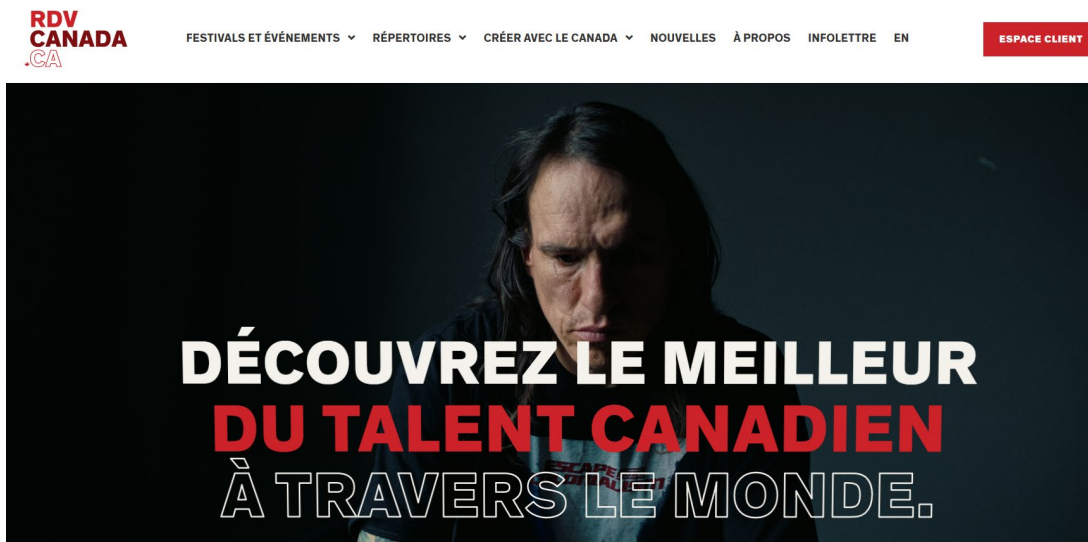 RDV
CANADA
.CA
FESTIVALS ET ÉVÉNEMENTS
RÉPERTOIRES
CRÉER AVEC LE CANADA
NOUVELLES
À PROPOS
INFOLETTRE
EN
ESPACE CLIENT
DÉCOUVREZ LE MEILLEUR
DU TALENT CANADIEN
À TRAVERS LE MONDE.
ESCAPE